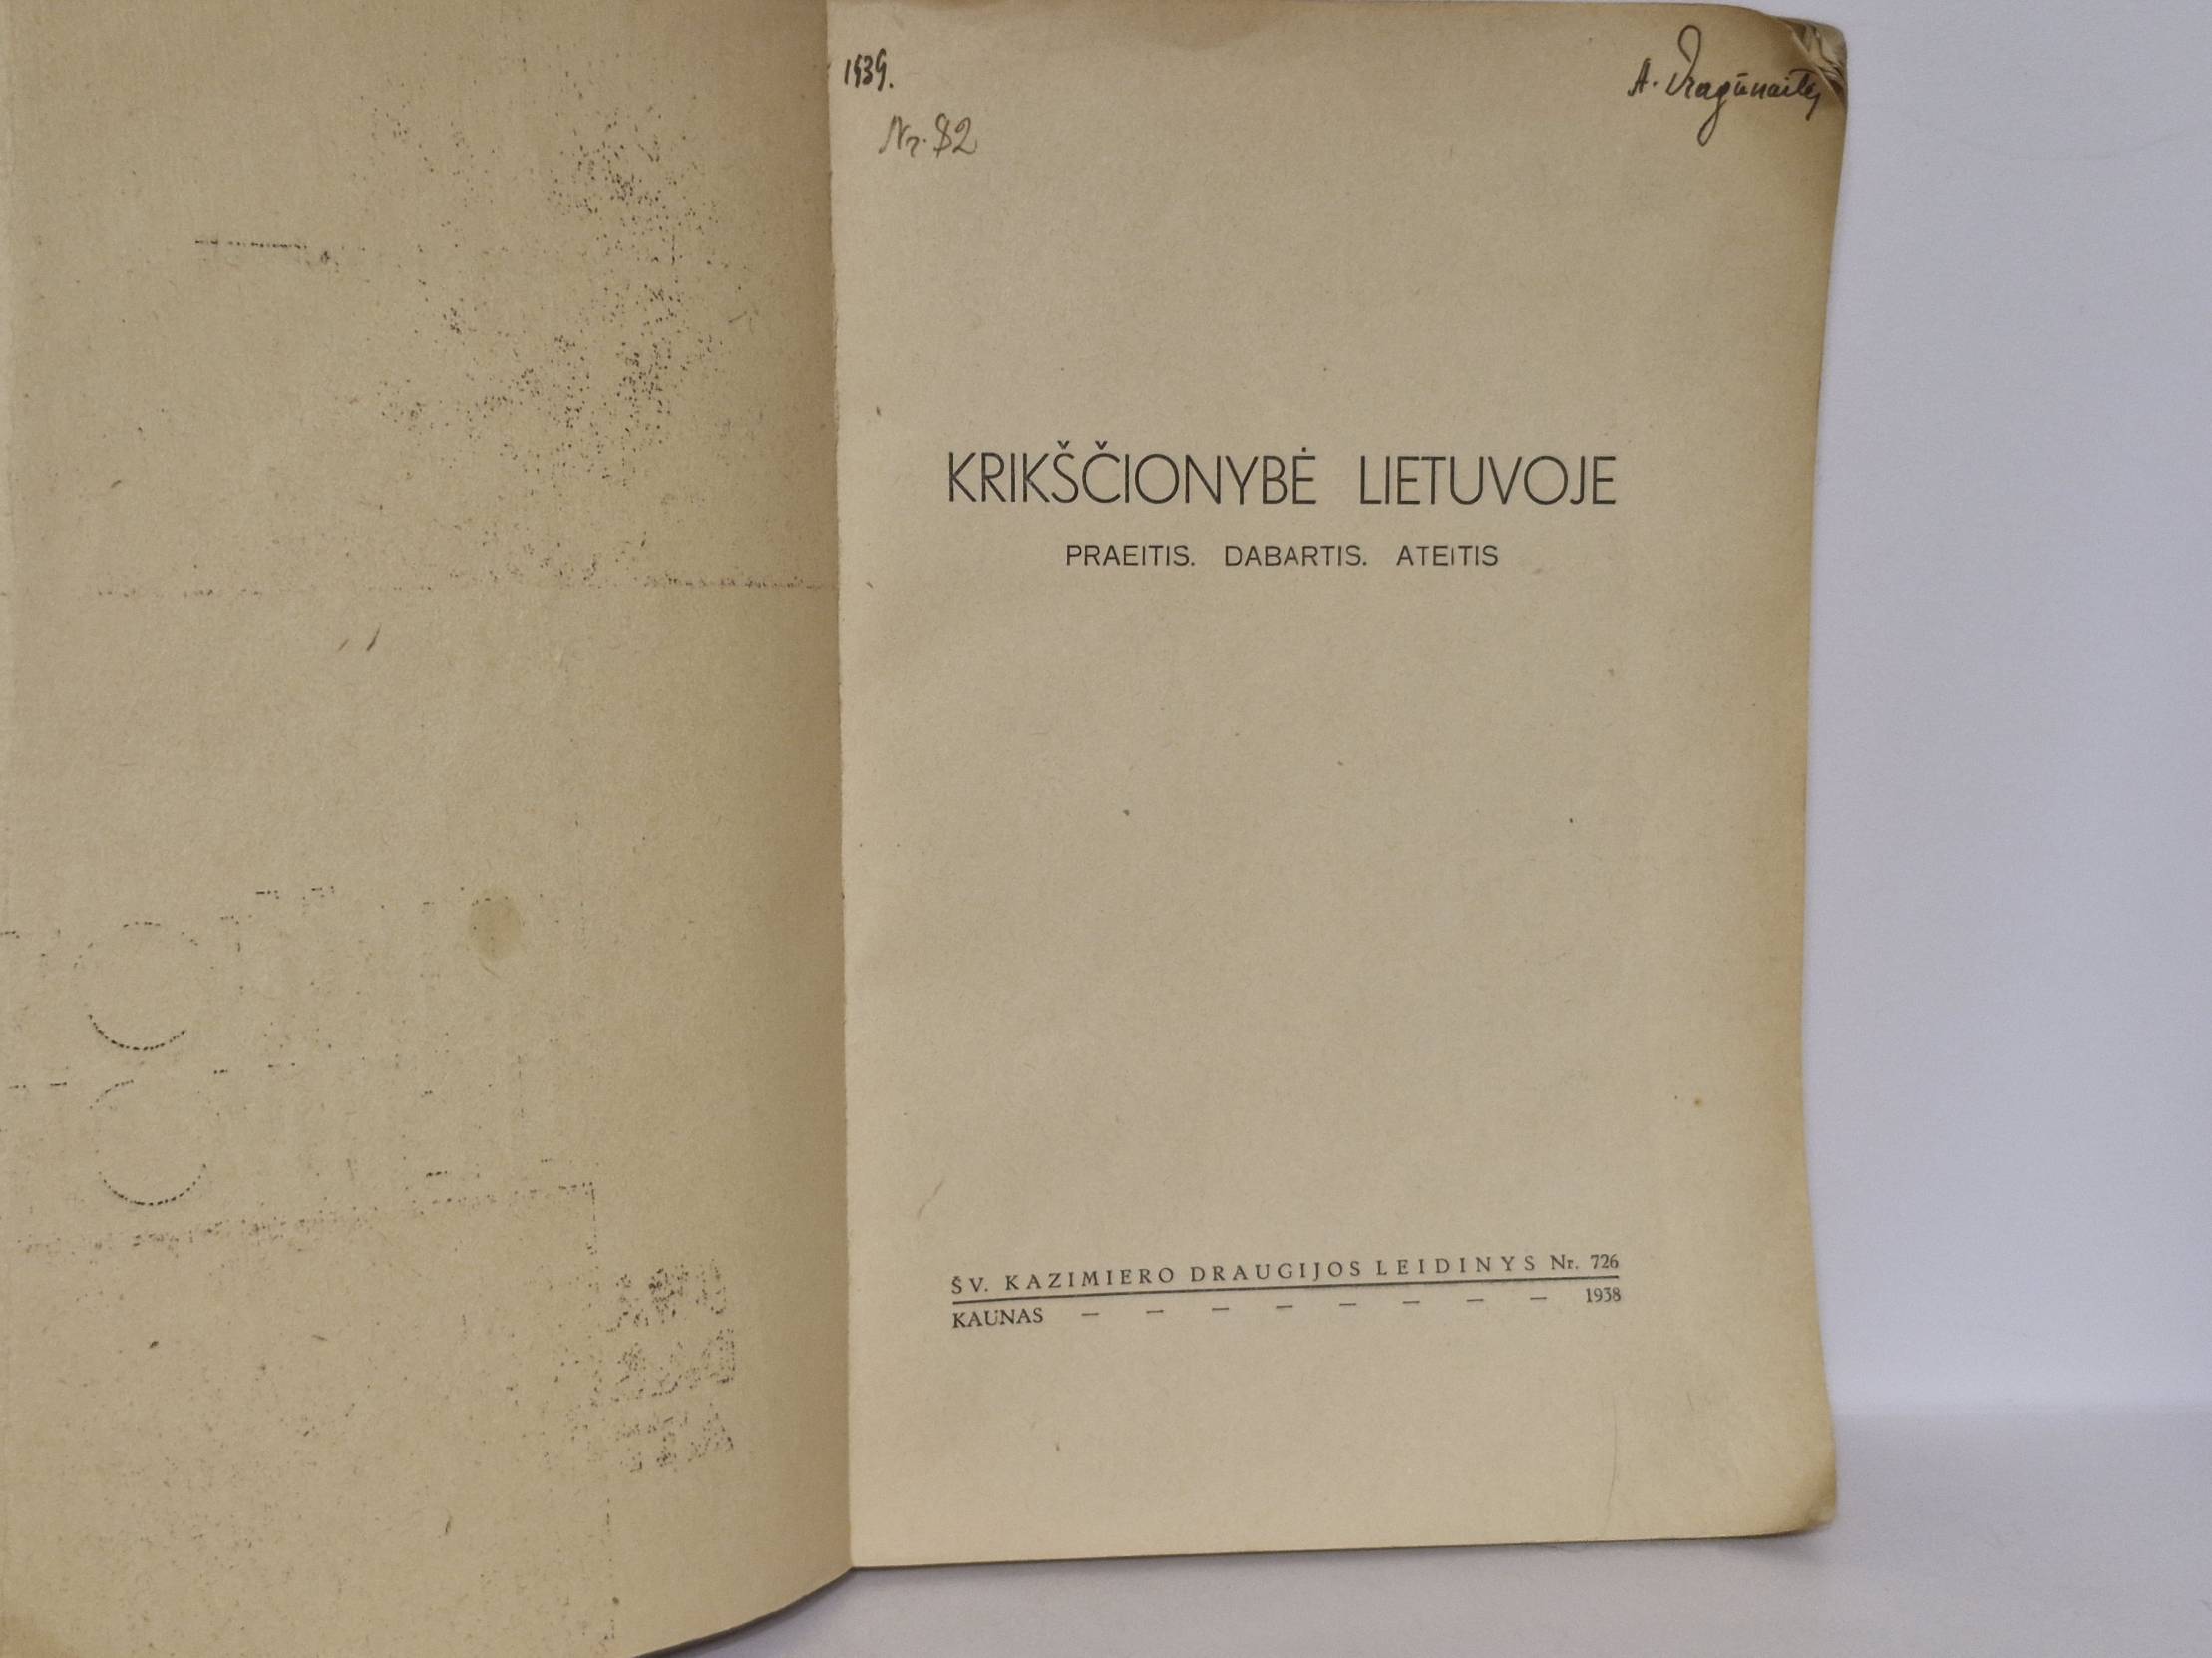 1939.
A. Dragūnaitė
Nr. 82
KRIKŠČIONYBĖ LIETUVOJE
PRAEITIS. DABARTIS. ATEITIS
ŠV. KAZIMIERO DRAUGIJOS LEIDINYS Nr. 726
KAUNAS — — — — — — — — 1938